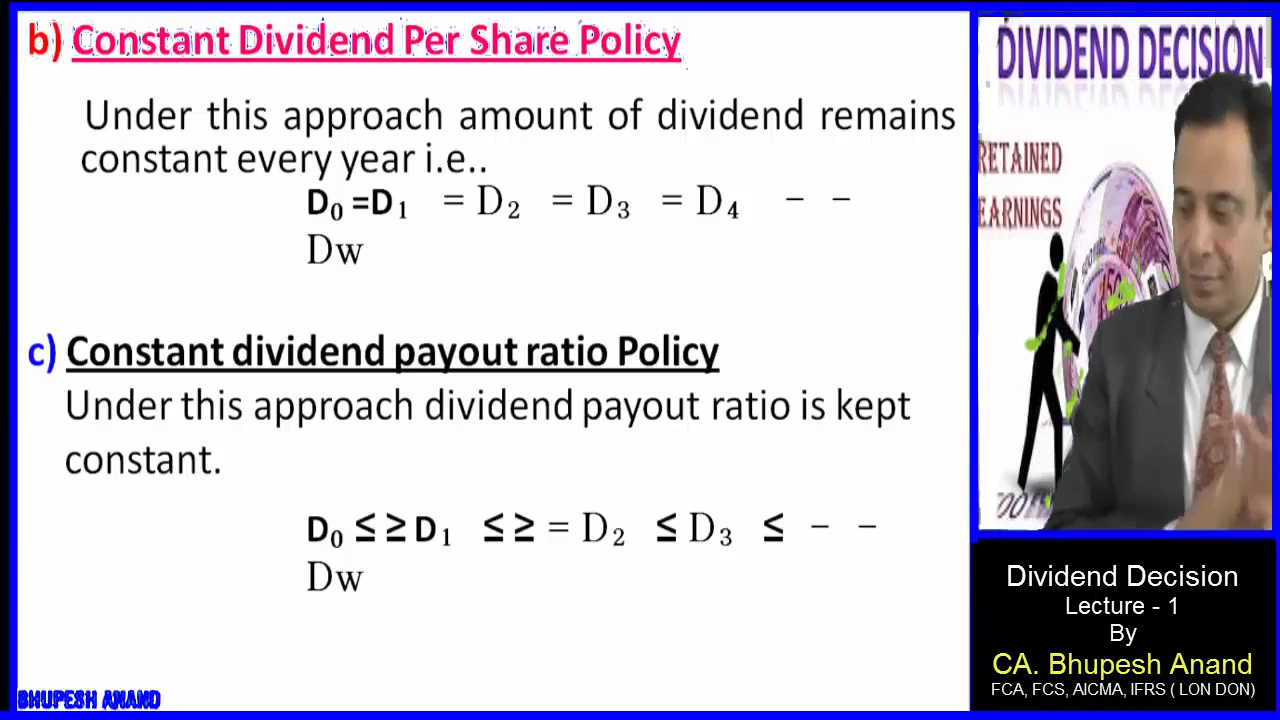 b) Constant Dividend Per Share Policy
Under this approach amount of dividend remains
constant every year i.e..
D₀ =D₁ = D₂ = D₃ = D₄ – –
Dw
c) Constant dividend payout ratio Policy
Under this approach dividend payout ratio is kept
constant.
D₀ ≤ ≥ D₁ ≤ ≥ = D₂ ≤ D₃ ≤ – –
Dw
BHUPESH ANAND
DIVIDEND DECISION
RETAINED
EARNINGS
Dividend Decision
Lecture - 1
By
CA. Bhupesh Anand
FCA, FCS, AICMA, IFRS ( LON DON)